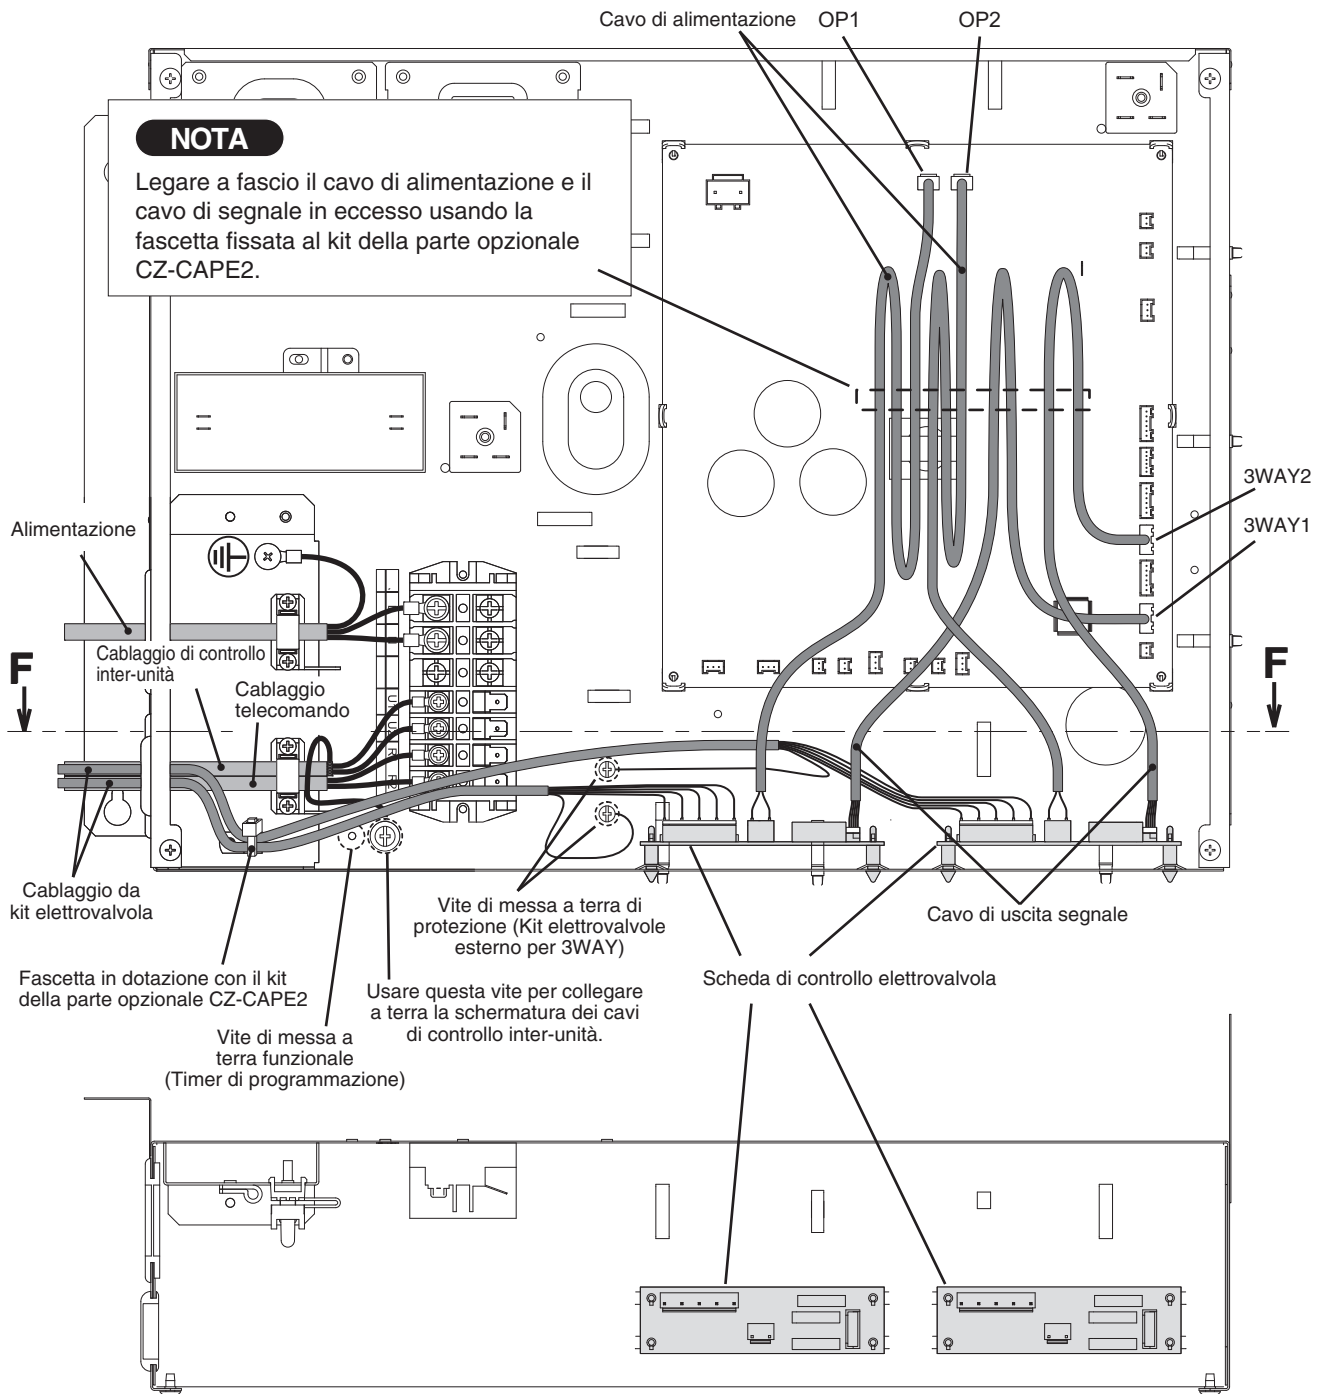 Cavo di alimentazione
OP1
OP2
NOTA
Legare a fascio il cavo di alimentazione e il
cavo di segnale in eccesso usando la
fascetta fissata al kit della parte opzionale
CZ-CAPE2.
3WAY2
3WAY1
Alimentazione
Cablaggio di controllo
inter-unità
Cablaggio
telecomando
F
F
Cablaggio da
kit elettrovalvola
Vite di messa a terra di
protezione (Kit elettrovalvole
esterno per 3WAY)
Cavo di uscita segnale
Fascetta in dotazione con il kit
della parte opzionale CZ-CAPE2
Usare questa vite per collegare
a terra la schermatura dei cavi
di controllo inter-unità.
Scheda di controllo elettrovalvola
Vite di messa a
terra funzionale
(Timer di programmazione)